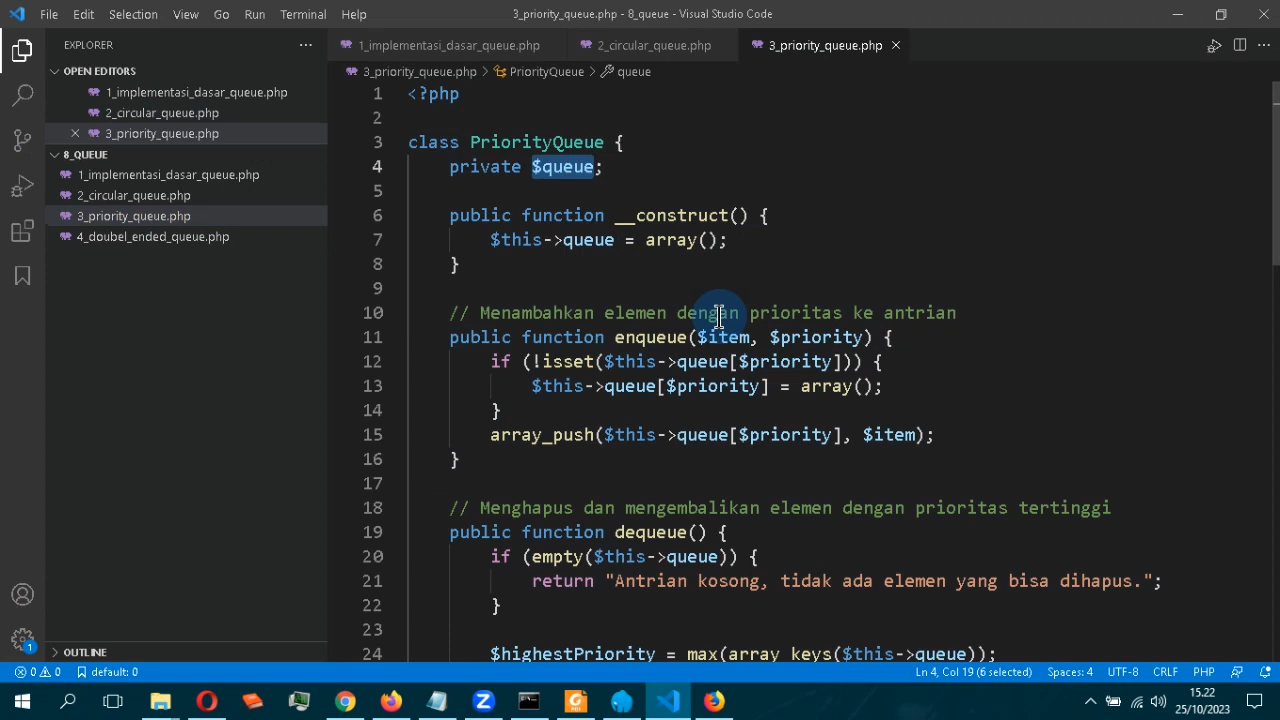 File Edit Selection View Go Run Terminal Help 3_priority_queue.php - 8_queue - Visual Studio Code
EXPLORER
OPEN EDITORS
1_implementasi_dasar_queue.php
2_circular_queue.php
3_priority_queue.php
8_QUEUE
1_implementasi_dasar_queue.php
2_circular_queue.php
3_priority_queue.php
4_doubel_ended_queue.php
OUTLINE
1_implementasi_dasar_queue.php 2_circular_queue.php 3_priority_queue.php
3_priority_queue.php > PriorityQueue > queue
1 <?php
2
3 class PriorityQueue {
4 private $queue;
5
6 public function __construct() {
7 $this->queue = array();
8 }
9
10 // Menambahkan elemen dengan prioritas ke antrian
11 public function enqueue($item, $priority) {
12 if (!isset($this->queue[$priority])) {
13 $this->queue[$priority] = array();
14 }
15 array_push($this->queue[$priority], $item);
16 }
17
18 // Menghapus dan mengembalikan elemen dengan prioritas tertinggi
19 public function dequeue() {
20 if (empty($this->queue)) {
21 return "Antrian kosong, tidak ada elemen yang bisa dihapus.";
22 }
23
24 $highestPriority = max(array_keys($this->queue));
1
0 0 default: 0 Ln 4, Col 19 (6 selected) Spaces: 4 UTF-8 CRLF PHP
15.22
25/10/2023